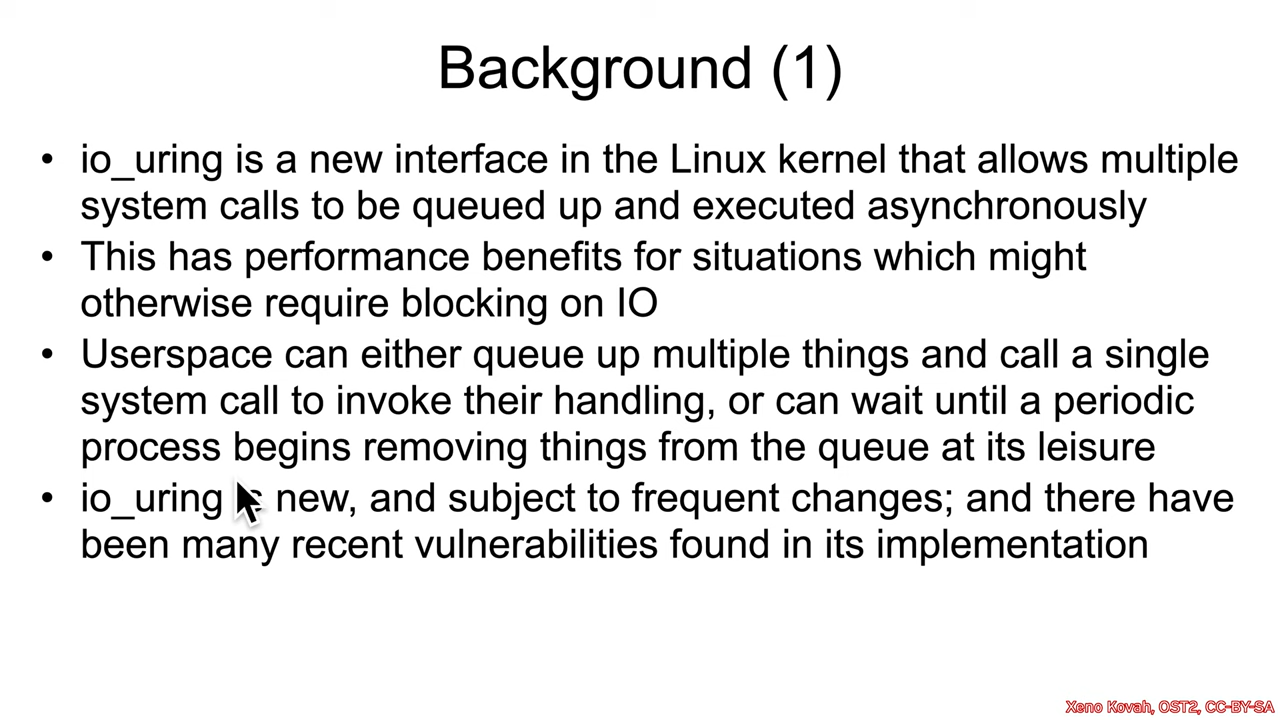 Background (1)
• io_uring is a new interface in the Linux kernel that allows multiple
system calls to be queued up and executed asynchronously
• This has performance benefits for situations which might
otherwise require blocking on IO
• Userspace can either queue up multiple things and call a single
system call to invoke their handling, or can wait until a periodic
process begins removing things from the queue at its leisure
• io_uring is new, and subject to frequent changes; and there have
been many recent vulnerabilities found in its implementation
Xeno Kovah, OST2, CC-BY-SA